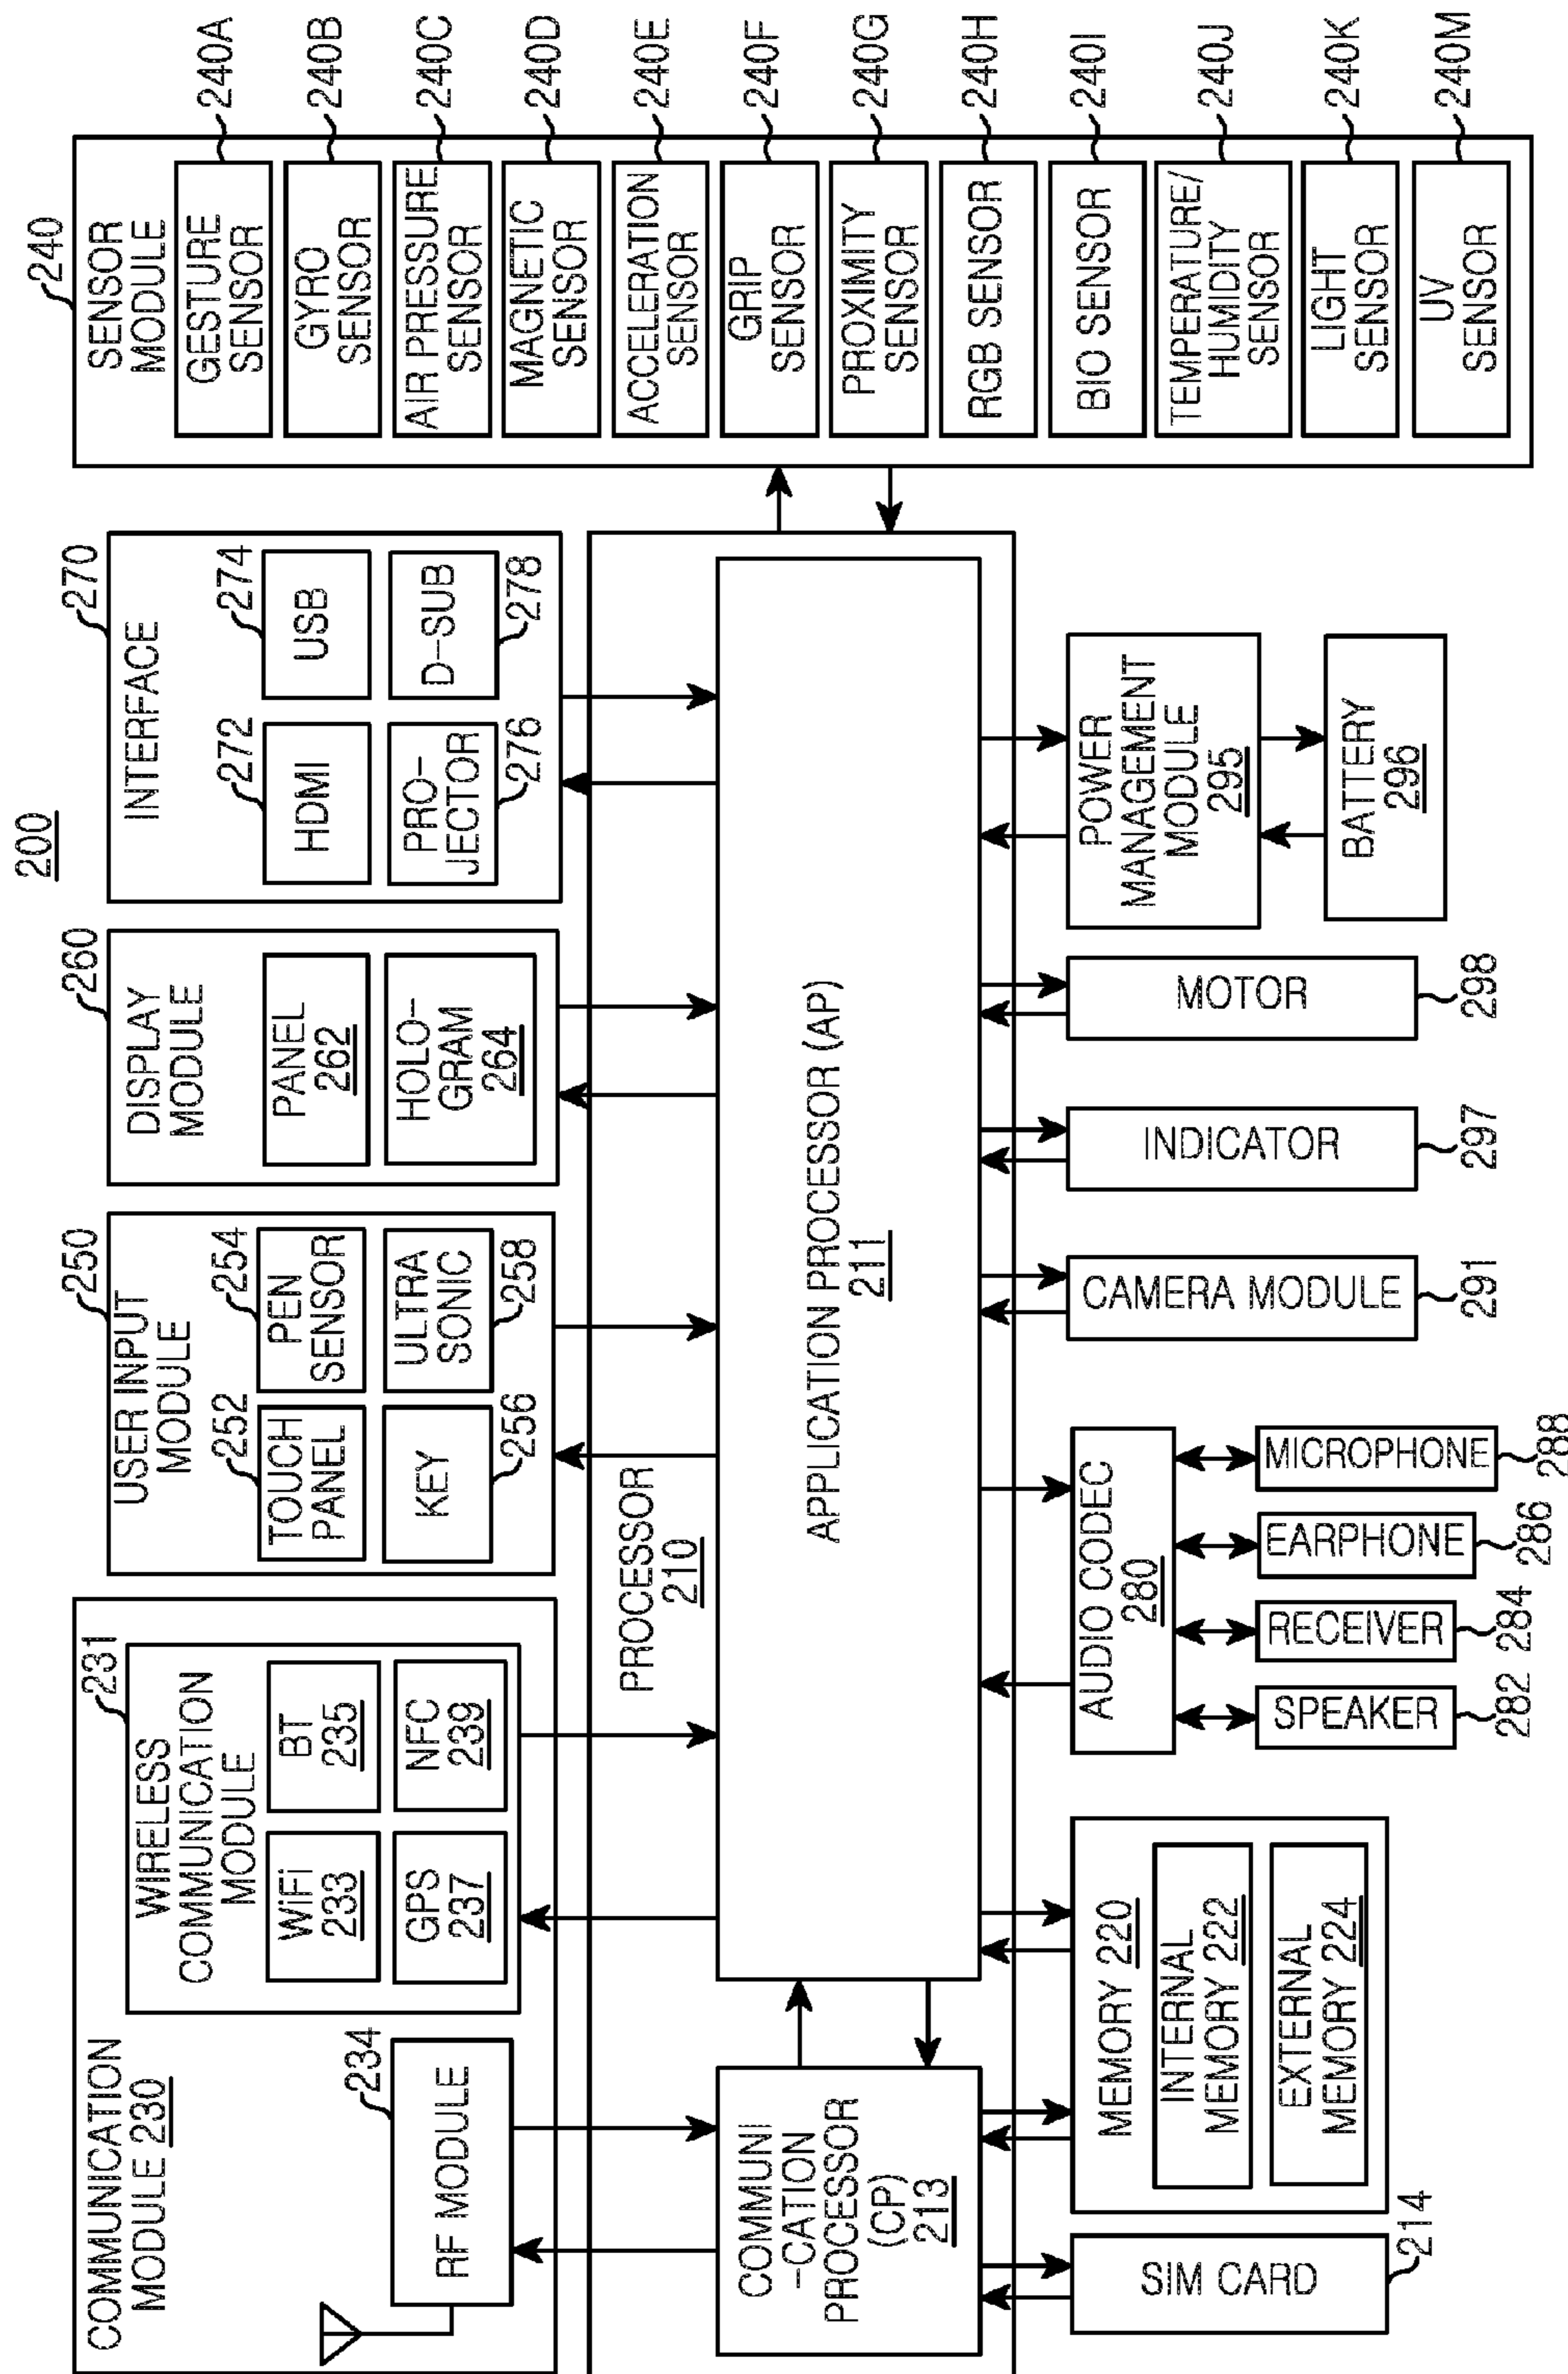 200
COMMUNICATION
MODULE 230
234
RF MODULE
231
WIRELESS
COMMUNICATION
MODULE
WiFi
233
BT
235
GPS
237
NFC
239
250
USER INPUT
MODULE
252
TOUCH
PANEL
254
PEN
SENSOR
KEY
256
ULTRA
SONIC
258
260
DISPLAY
MODULE
PANEL
262
HOLO-
GRAM
264
270
INTERFACE
272
HDMI
274
USB
PRO-
JECTOR
276
D-SUB
278
PROCESSOR
210
COMMUNI
-CATION
PROCESSOR
(CP)
213
APPLICATION PROCESSOR (AP)
211
240
SENSOR
MODULE
GESTURE
SENSOR
240A
GYRO
SENSOR
240B
AIR PRESSURE
SENSOR
240C
MAGNETIC
SENSOR
240D
ACCELERATION
SENSOR
240E
GRIP
SENSOR
240F
PROXIMITY
SENSOR
240G
RGB SENSOR
240H
BIO SENSOR
240I
TEMPERATURE/
HUMIDITY
SENSOR
240J
LIGHT
SENSOR
240K
UV
SENSOR
240M
SIM CARD
214
MEMORY 220
INTERNAL
MEMORY 222
EXTERNAL
MEMORY 224
AUDIO CODEC
280
SPEAKER
282
RECEIVER
284
EARPHONE
286
MICROPHONE
288
CAMERA MODULE
291
INDICATOR
297
MOTOR
298
POWER
MANAGEMENT
MODULE
295
BATTERY
296